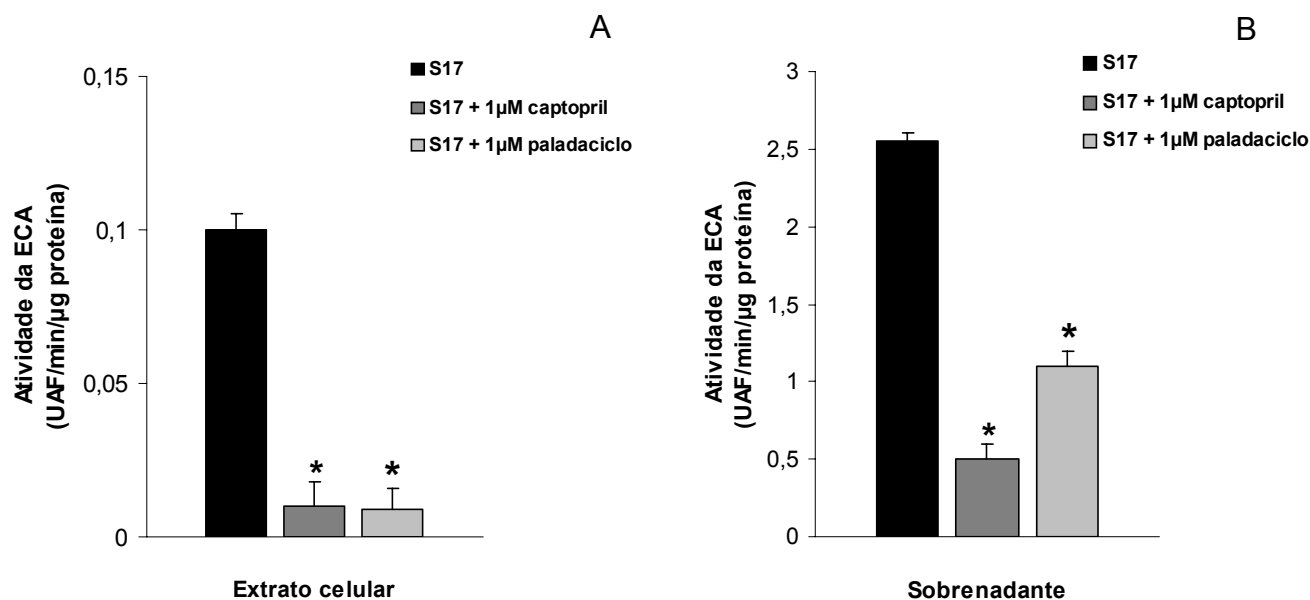 A
S17
S17 + 1µM captopril
S17 + 1µM paladaciclo
Atividade da ECA
(UAF/min/µg proteína)
0,15
0,1
0,05
0
*
*
Extrato celular
B
S17
S17 + 1µM captopril
S17 + 1µM paladaciclo
Atividade da ECA
(UAF/min/µg proteína)
3
2,5
2
1,5
1
0,5
0
*
*
Sobrenadante